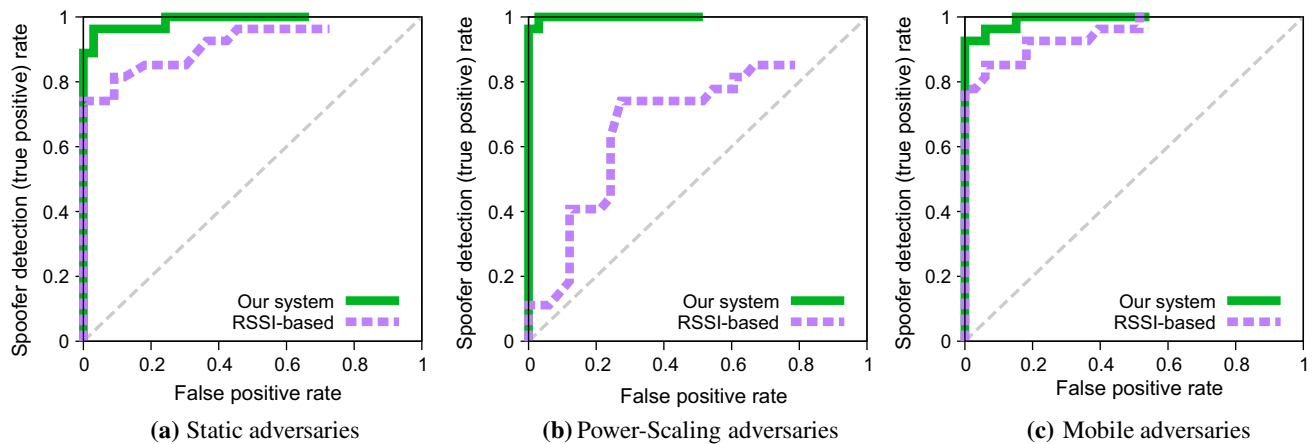 Spoofer detection (true positive) rate
1
0.8
0.6
0.4
0.2
0
Our system
RSSI-based
0 0.2 0.4 0.6 0.8 1
False positive rate
(a) Static adversaries
Spoofer detection (true positive) rate
1
0.8
0.6
0.4
0.2
0
Our system
RSSI-based
0 0.2 0.4 0.6 0.8 1
False positive rate
(b) Power-Scaling adversaries
Spoofer detection (true positive) rate
1
0.8
0.6
0.4
0.2
0
Our system
RSSI-based
0 0.2 0.4 0.6 0.8 1
False positive rate
(c) Mobile adversaries